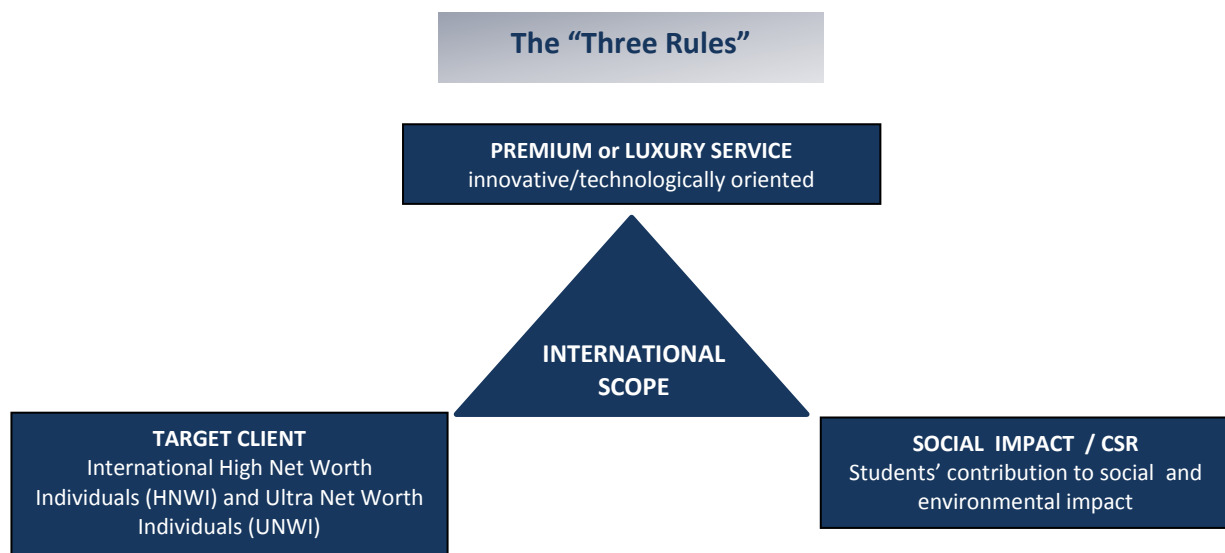 The “Three Rules”
PREMIUM or LUXURY SERVICE
innovative/technologically oriented
INTERNATIONAL
SCOPE
TARGET CLIENT
International High Net Worth
Individuals (HNWI) and Ultra Net Worth
Individuals (UNWI)
SOCIAL  IMPACT  / CSR
Students’ contribution to social  and
environmental impact